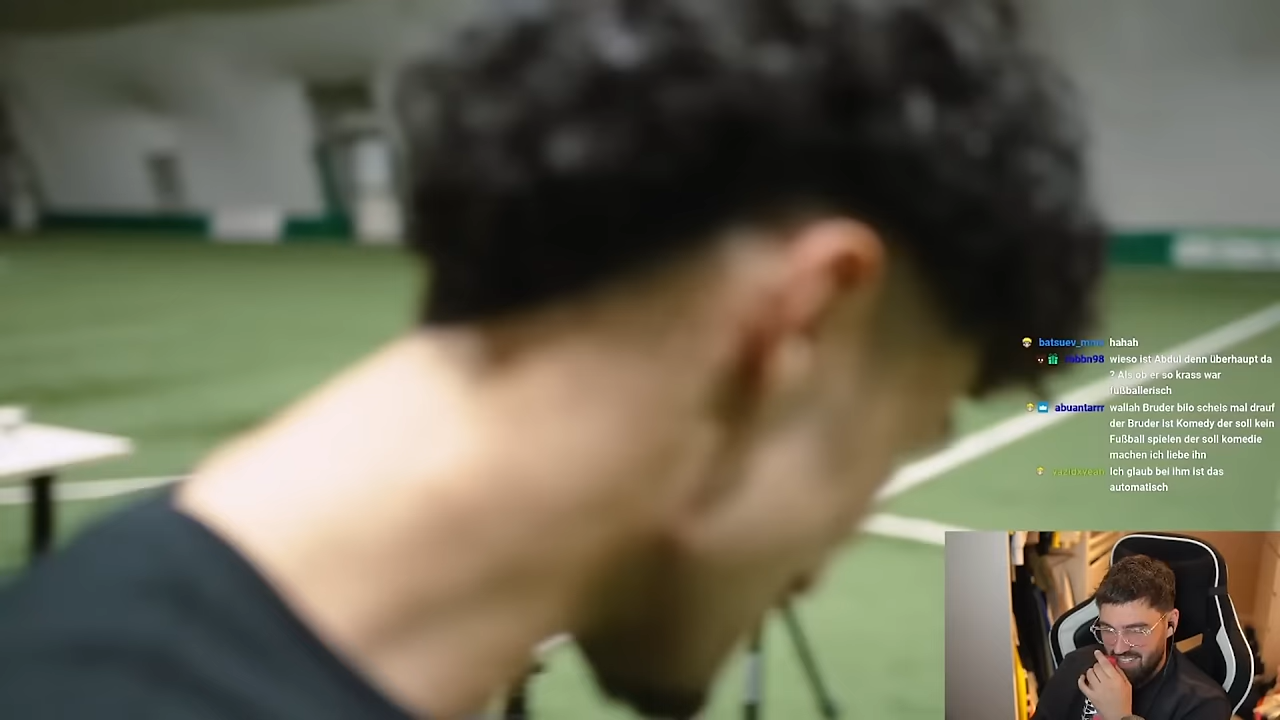 hahah
wieso ist Abdul denn überhaupt da
? Als ob er so krass war
fußballerisch
abuantarrr wallah Bruder bilo scheis mal drauf
der Bruder ist Komedy der soll kein
Fußball spielen der soll komedie
machen ich liebe ihn
Ich glaub bei ihm ist das
automatisch